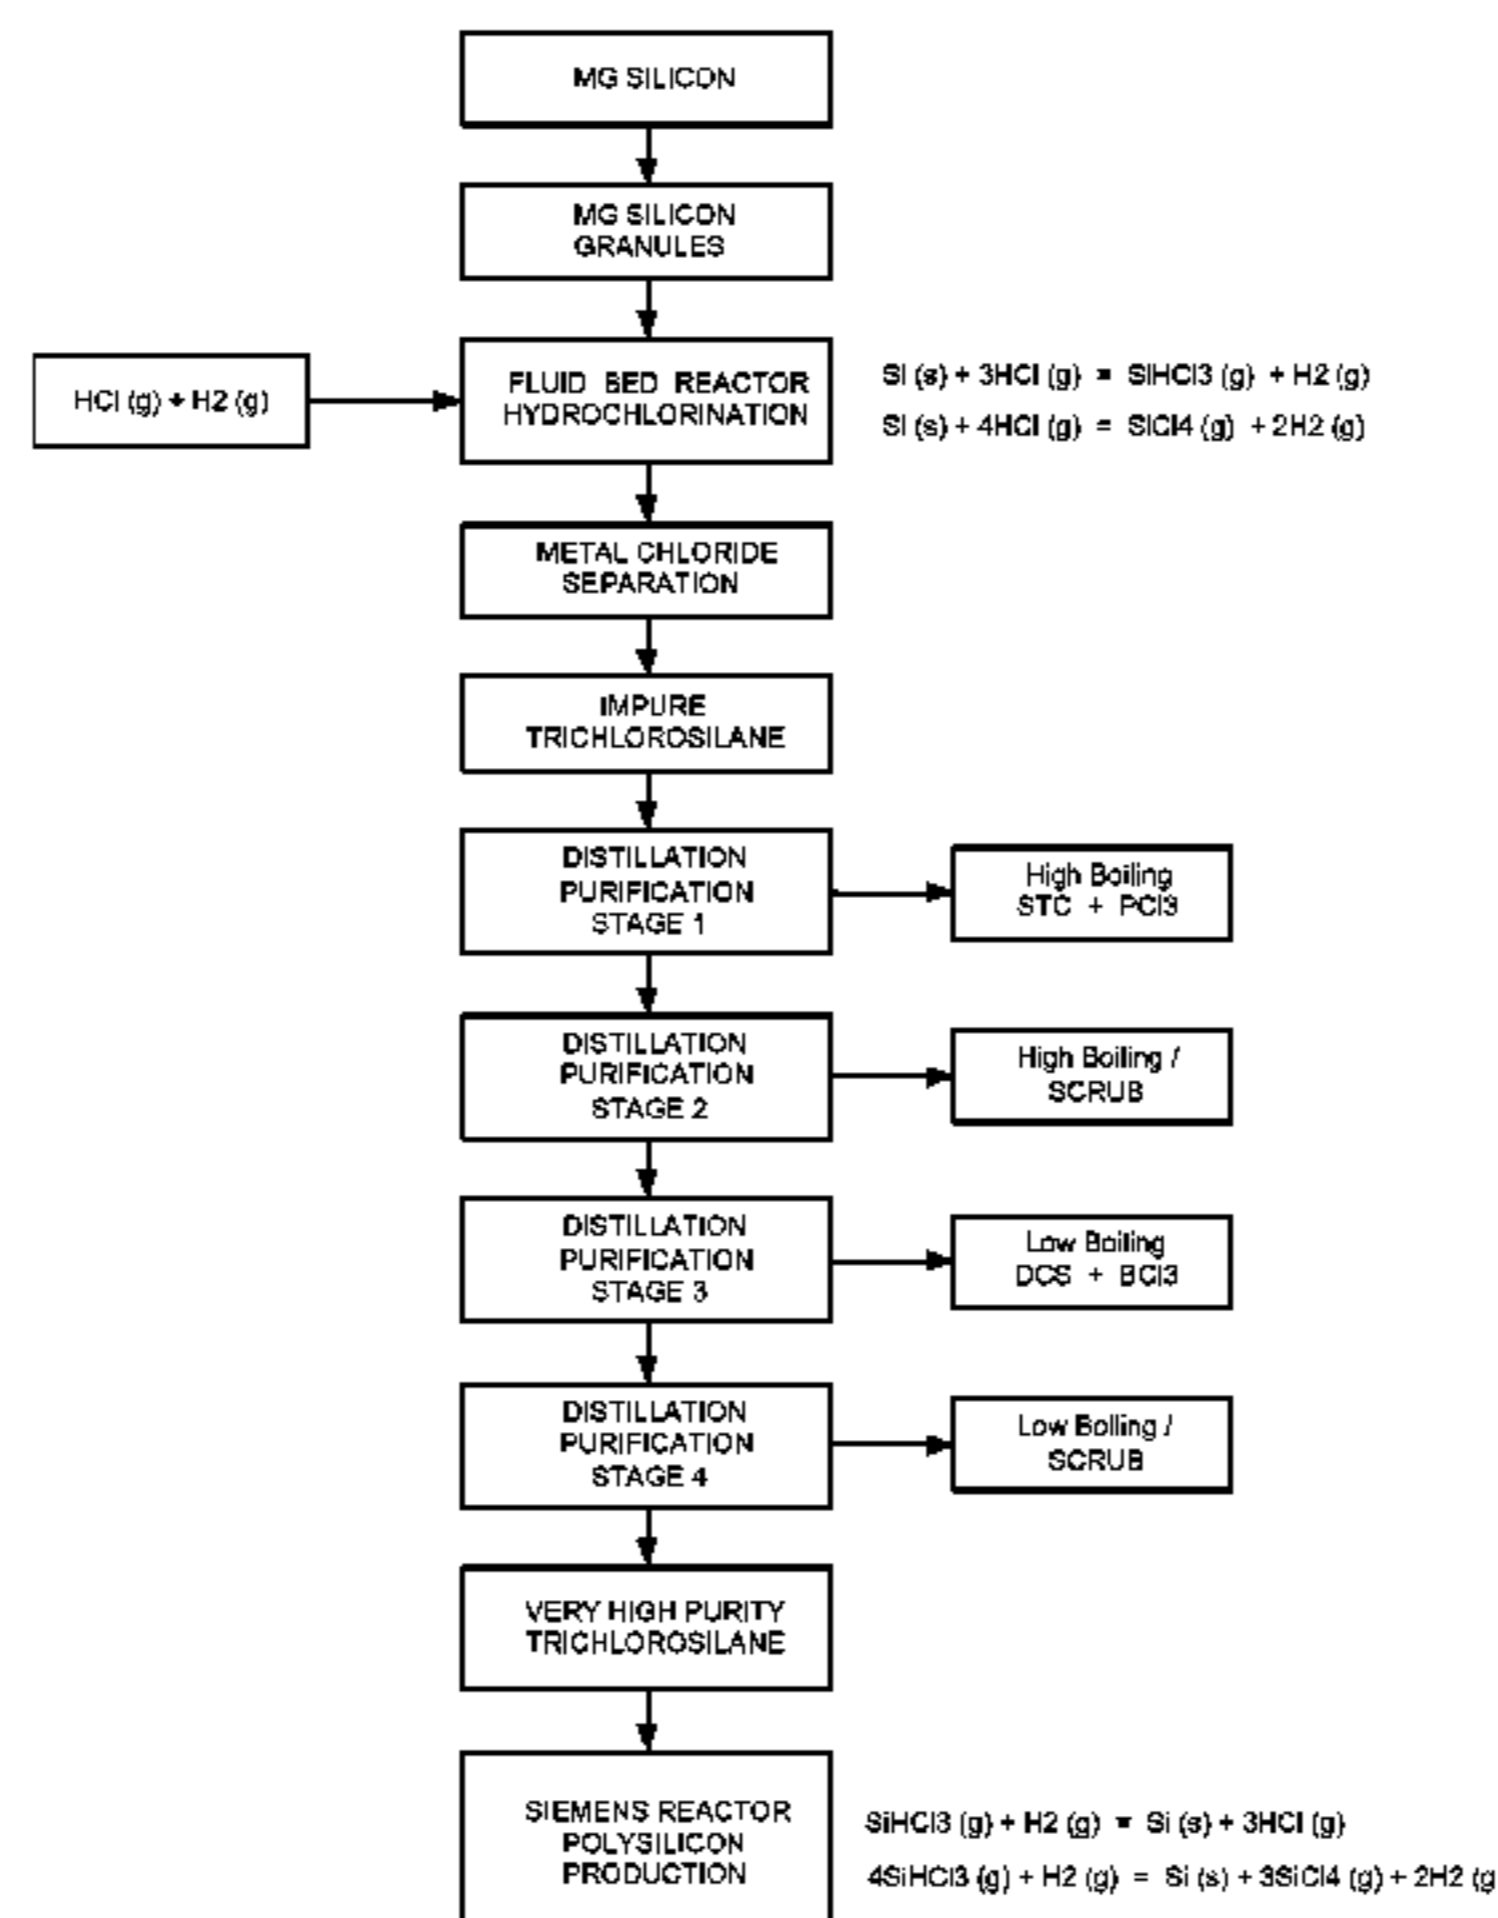 MG SILICON
MG SILICON
GRANULES
HCl (g) + H2 (g)
FLUID BED REACTOR
HYDROCHLORINATION
Si (s) + 3HCl (g) = SiHCl3 (g) + H2 (g)
Si (s) + 4HCl (g) = SiCl4 (g) + 2H2 (g)
METAL CHLORIDE
SEPARATION
IMPURE
TRICHLOROSILANE
DISTILLATION
PURIFICATION
STAGE 1
High Boiling
STC + PCl3
DISTILLATION
PURIFICATION
STAGE 2
High Boiling /
SCRUB
DISTILLATION
PURIFICATION
STAGE 3
Low Boiling
DCS + BCl3
DISTILLATION
PURIFICATION
STAGE 4
Low Boiling /
SCRUB
VERY HIGH PURITY
TRICHLOROSILANE
SIEMENS REACTOR
POLYSILICON
PRODUCTION
SiHCl3 (g) + H2 (g) = Si (s) + 3HCl (g)
4SiHCl3 (g) + H2 (g) = Si (s) + 3SiCl4 (g) + 2H2 (g